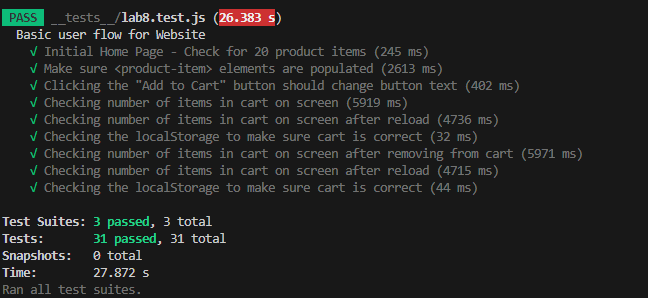 PASS __tests__/lab8.test.js (26.383 s)
Basic user flow for Website
√ Initial Home Page - Check for 20 product items (245 ms)
√ Make sure <product-item> elements are populated (2613 ms)
√ Clicking the "Add to Cart" button should change button text (402 ms)
√ Checking number of items in cart on screen (5919 ms)
√ Checking number of items in cart on screen after reload (4736 ms)
√ Checking the localStorage to make sure cart is correct (32 ms)
√ Checking number of items in cart on screen after removing from cart (5971 ms)
√ Checking number of items in cart on screen after reload (4715 ms)
√ Checking the localStorage to make sure cart is correct (44 ms)
Test Suites: 3 passed, 3 total
Tests: 31 passed, 31 total
Snapshots: 0 total
Time: 27.872 s
Ran all test suites.